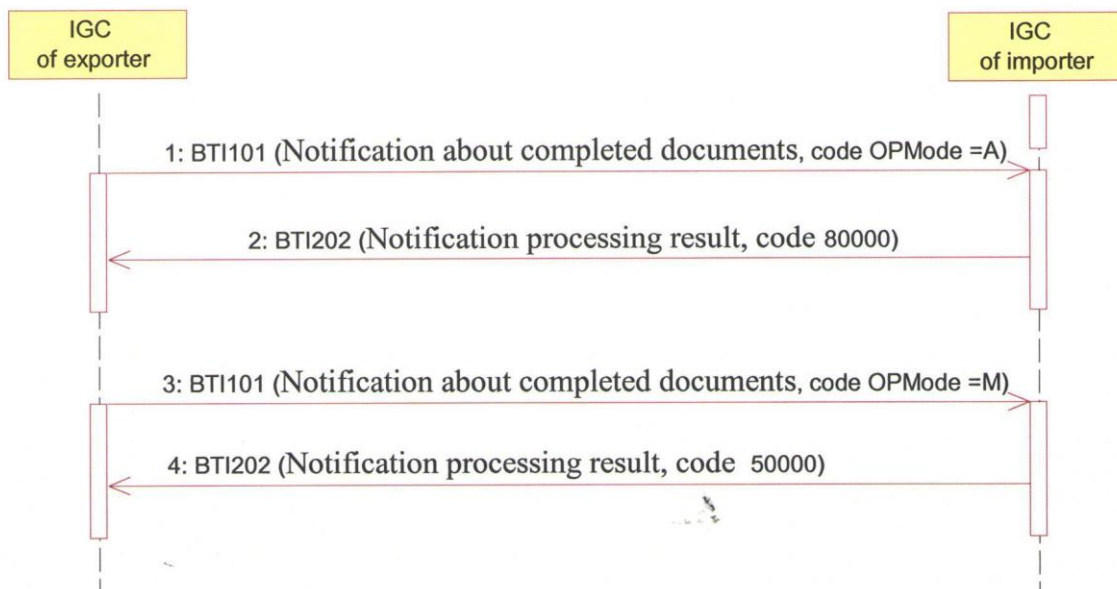 IGC
of exporter
IGC
of importer
1: BTI101 (Notification about completed documents, code OPMode =A)
2: BTI202 (Notification processing result, code 80000)
3: BTI101 (Notification about completed documents, code OPMode =M)
4: BTI202 (Notification processing result, code 50000)